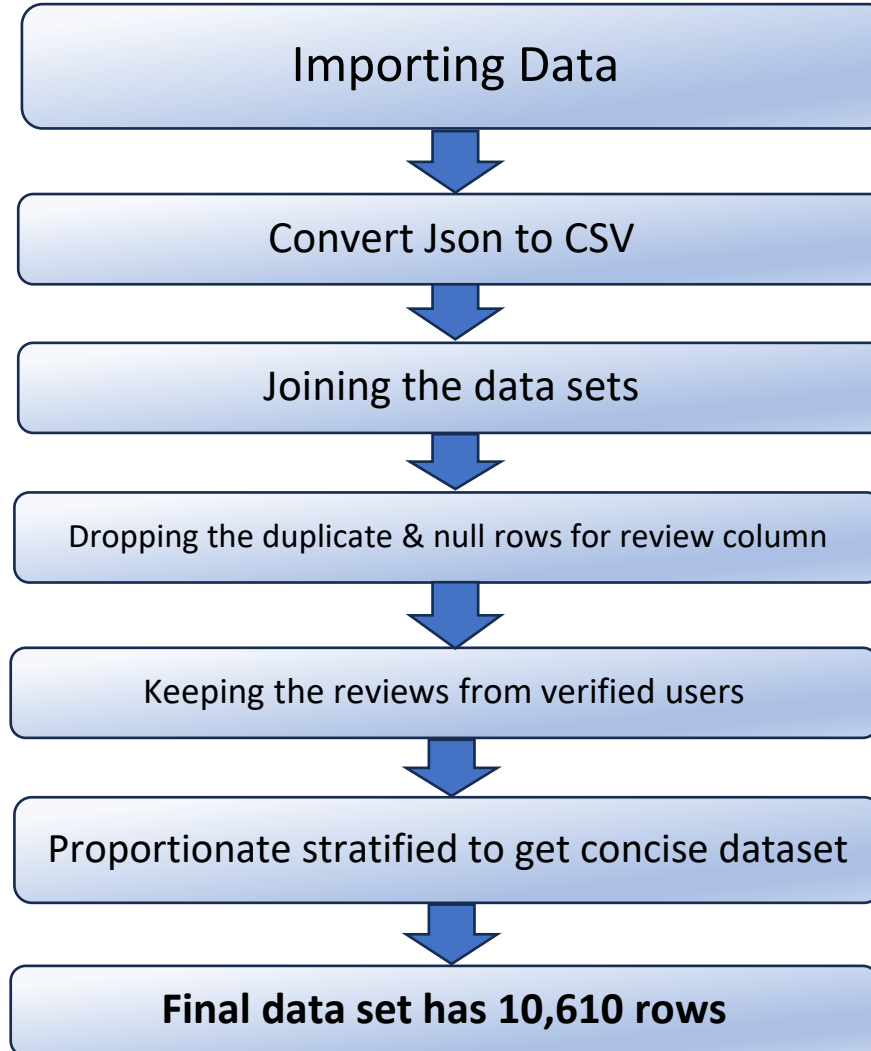 Importing Data
Convert Json to CSV
Joining the data sets
Dropping the duplicate & null rows for review column
Keeping the reviews from verified users
Proportionate stratified to get concise dataset
Final data set has 10,610 rows